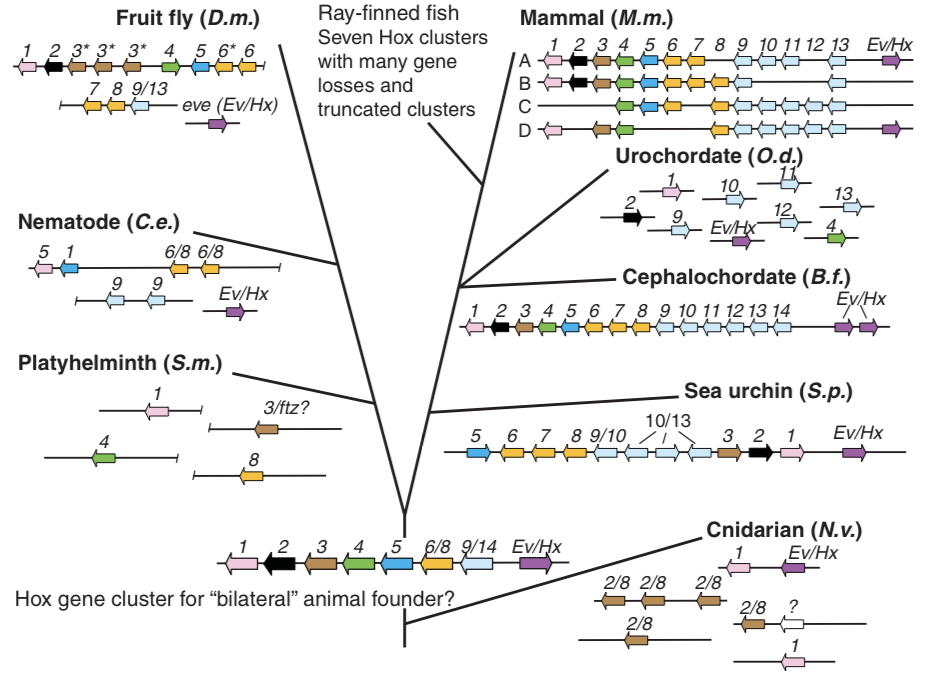 Fruit fly (D.m.)
1 2 3* 3* 3* 4 5 6* 6
7 8 9/13 eve (Ev/Hx)
Ray-finned fish
Seven Hox clusters
with many gene
losses and
truncated clusters
Mammal (M.m.)
1 2 3 4 5 6 7 8 9 10 11 12 13 Ev/Hx
A
B
C
D
Urochordate (O.d.)
1 10 11 13
2 9 Ev/Hx 12 4
Nematode (C.e.)
5 1 6/8 6/8
9 9 Ev/Hx
Cephalochordate (B.f.)
1 2 3 4 5 6 7 8 9 10 11 12 13 14 Ev/Hx
Platyhelminth (S.m.)
1
3/ftz?
4
8
Sea urchin (S.p.)
5 6 7 8 9/10 10/13 3 2 1 Ev/Hx
1 2 3 4 5 6/8 9/14 Ev/Hx
Hox gene cluster for “bilateral” animal founder?
Cnidarian (N.v.)
1 Ev/Hx
2/8 2/8 2/8
2/8 ?
2/8
1